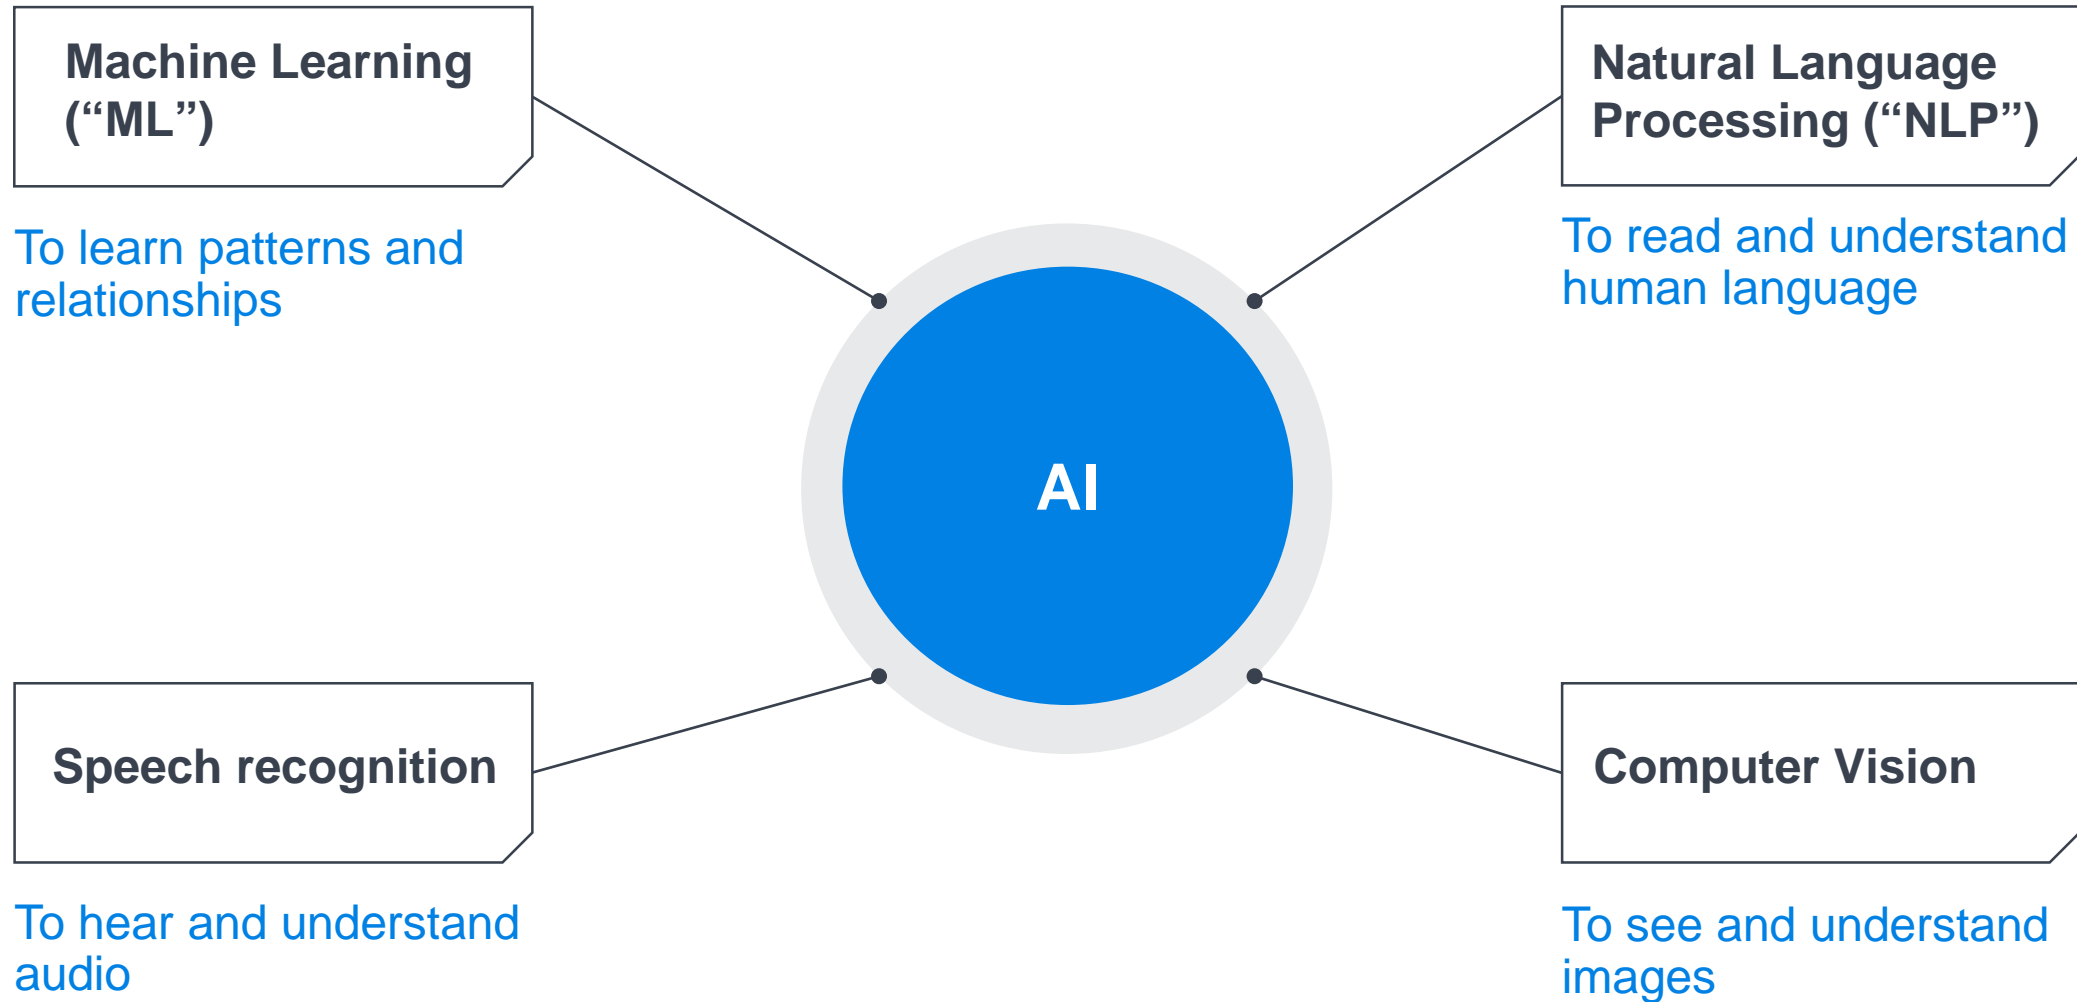 Machine Learning
(“ML”)
To learn patterns and
relationships
Natural Language
Processing (“NLP”)
To read and understand
human language
AI
Speech recognition
To hear and understand
audio
Computer Vision
To see and understand
images